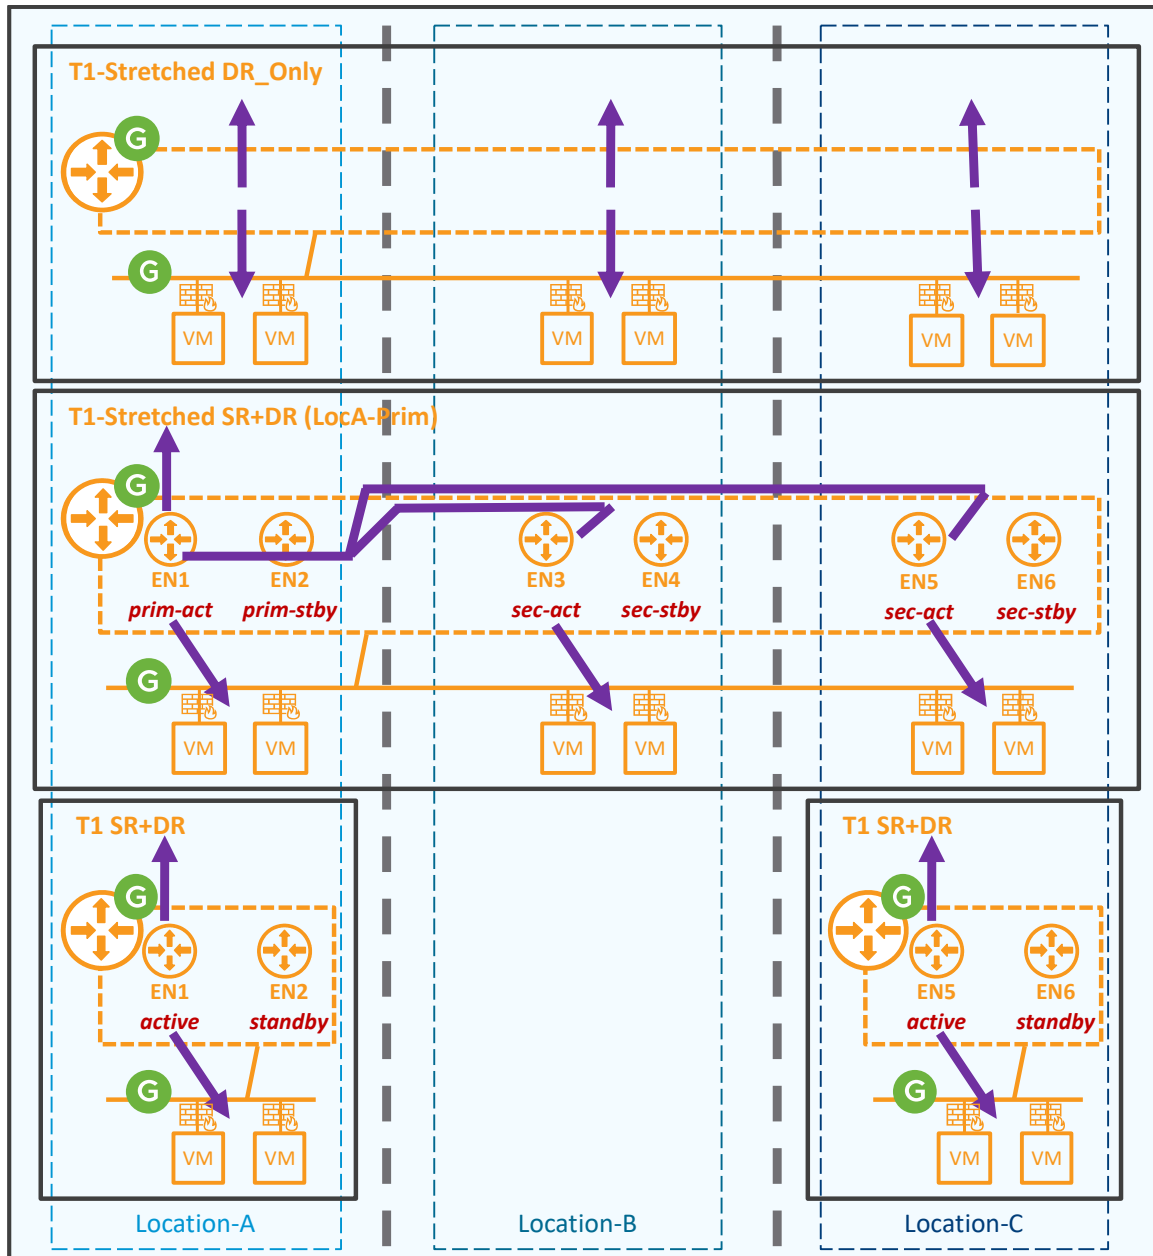 T1-Stretched DR_Only
G
G
VM VM VM VM VM VM
T1-Stretched SR+DR (LocA-Prim)
G
EN1 EN2 EN3 EN4 EN5 EN6
prim-act prim-stby sec-act sec-stby sec-act sec-stby
G
VM VM VM VM VM VM
T1 SR+DR
G
EN1 EN2
active standby
G
VM VM
T1 SR+DR
G
EN5 EN6
active standby
G
VM VM
Location-A Location-B Location-C